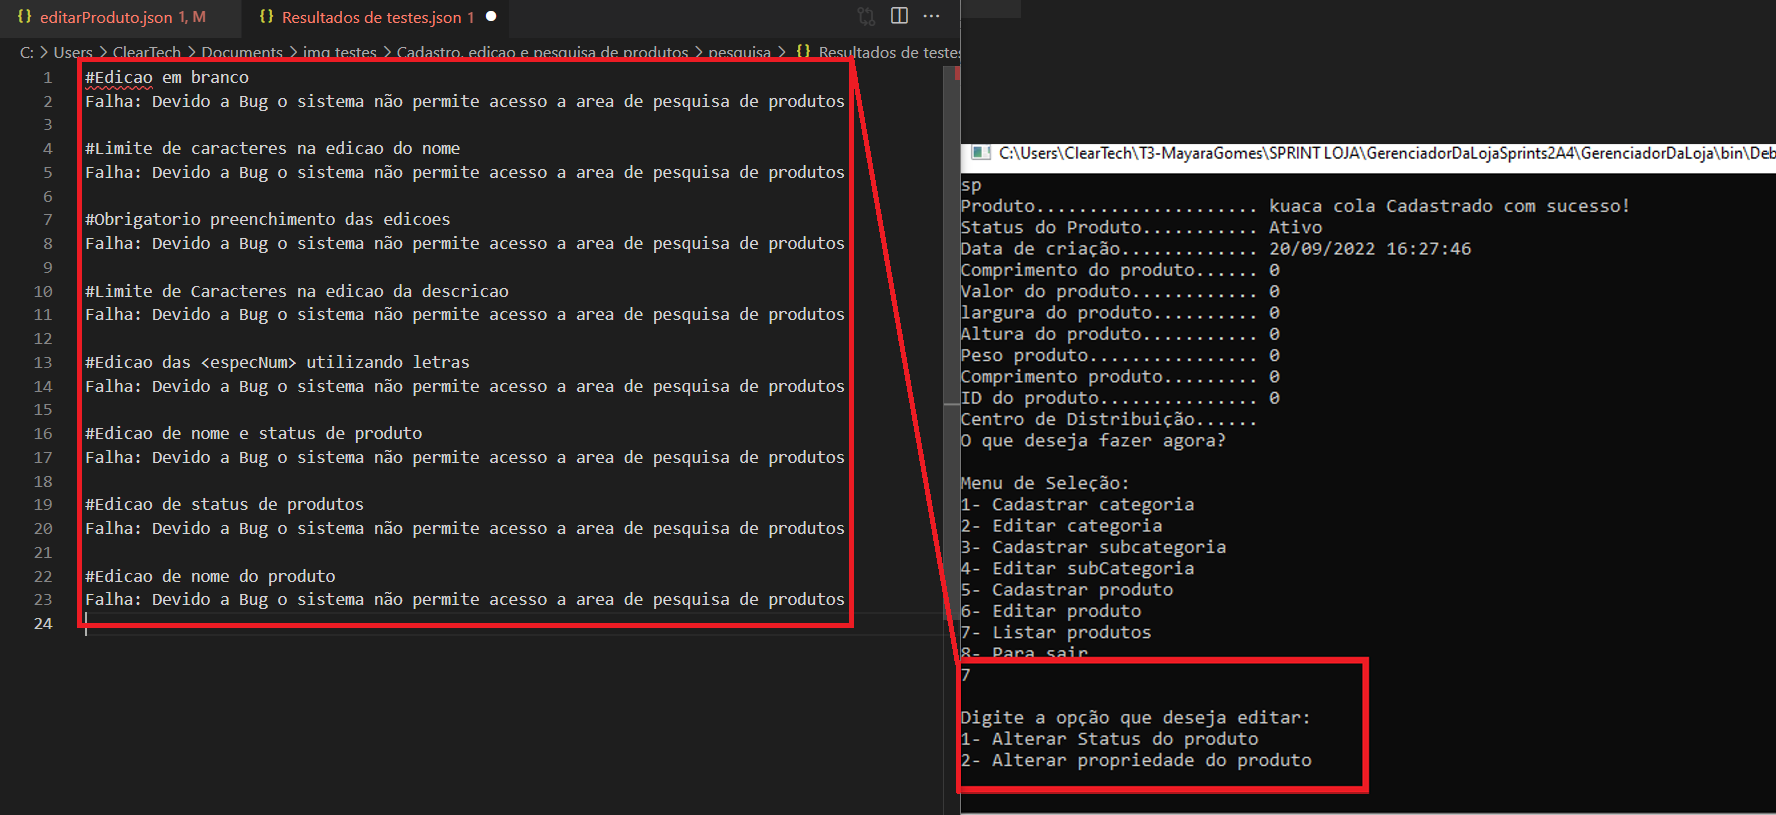 editarProduto.json 1, M
Resultados de testes.json 1
C: > Users > ClearTech > Documents > img testes > Cadastro, edicao e pesquisa de produtos > pesquisa > {} Resultados de testes
1 #Edicao em branco
2 Falha: Devido a Bug o sistema não permite acesso a area de pesquisa de produtos
3
4 #Limite de caracteres na edicao do nome
5 Falha: Devido a Bug o sistema não permite acesso a area de pesquisa de produtos
6
7 #Obrigatorio preenchimento das edicoes
8 Falha: Devido a Bug o sistema não permite acesso a area de pesquisa de produtos
9
10 #Limite de Caracteres na edicao da descricao
11 Falha: Devido a Bug o sistema não permite acesso a area de pesquisa de produtos
12
13 #Edicao das <especNum> utilizando letras
14 Falha: Devido a Bug o sistema não permite acesso a area de pesquisa de produtos
15
16 #Edicao de nome e status de produto
17 Falha: Devido a Bug o sistema não permite acesso a area de pesquisa de produtos
18
19 #Edicao de status de produtos
20 Falha: Devido a Bug o sistema não permite acesso a area de pesquisa de produtos
21
22 #Edicao de nome do produto
23 Falha: Devido a Bug o sistema não permite acesso a area de pesquisa de produtos
24
C:\Users\ClearTech\T3-MayaraGomes\SPRINT LOJA\GerenciadorDaLojaSprints2A4\GerenciadorDaLoja\bin\Deb
sp
Produto..................... kuaca cola Cadastrado com sucesso!
Status do Produto........... Ativo
Data de criação............. 20/09/2022 16:27:46
Comprimento do produto...... 0
Valor do produto............ 0
largura do produto.......... 0
Altura do produto........... 0
Peso produto................ 0
Comprimento produto......... 0
ID do produto............... 0
Centro de Distribuição......
O que deseja fazer agora?
Menu de Seleção:
1- Cadastrar categoria
2- Editar categoria
3- Cadastrar subcategoria
4- Editar subCategoria
5- Cadastrar produto
6- Editar produto
7- Listar produtos
8- Para sair
7
Digite a opção que deseja editar:
1- Alterar Status do produto
2- Alterar propriedade do produto